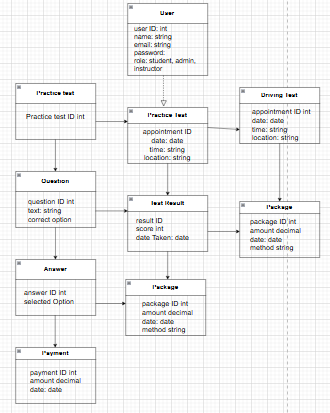 User
user ID: int
name: string
email: string
password:
role: student, admin,
instructor
Practice test
Practice test ID int
Practice Test
appointment ID
date: date
time: string
location: string
Driving Test
appointment ID int
date: date
time: string
location: string
Question
question ID int
text: string
correct option
Test Result
result ID
score int
date Taken: date
Package
package ID int
amount decimal
date: date
method string
Answer
answer ID int
selected Option
Package
package ID int
amount decimal
date: date
method string
Payment
payment ID int
amount decimal
date: date